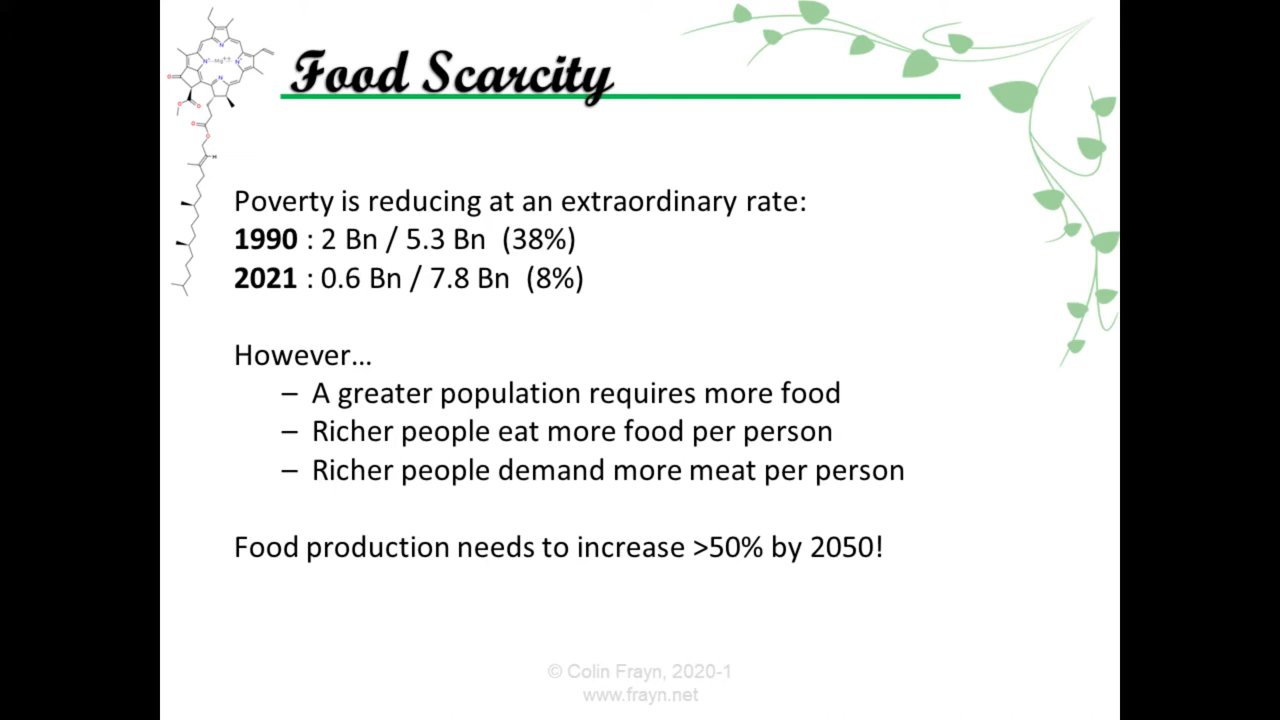 Food Scarcity
Poverty is reducing at an extraordinary rate:
1990 : 2 Bn / 5.3 Bn (38%)
2021 : 0.6 Bn / 7.8 Bn (8%)
However…
– A greater population requires more food
– Richer people eat more food per person
– Richer people demand more meat per person
Food production needs to increase >50% by 2050!
© Colin Frayn, 2020-1
www.frayn.net